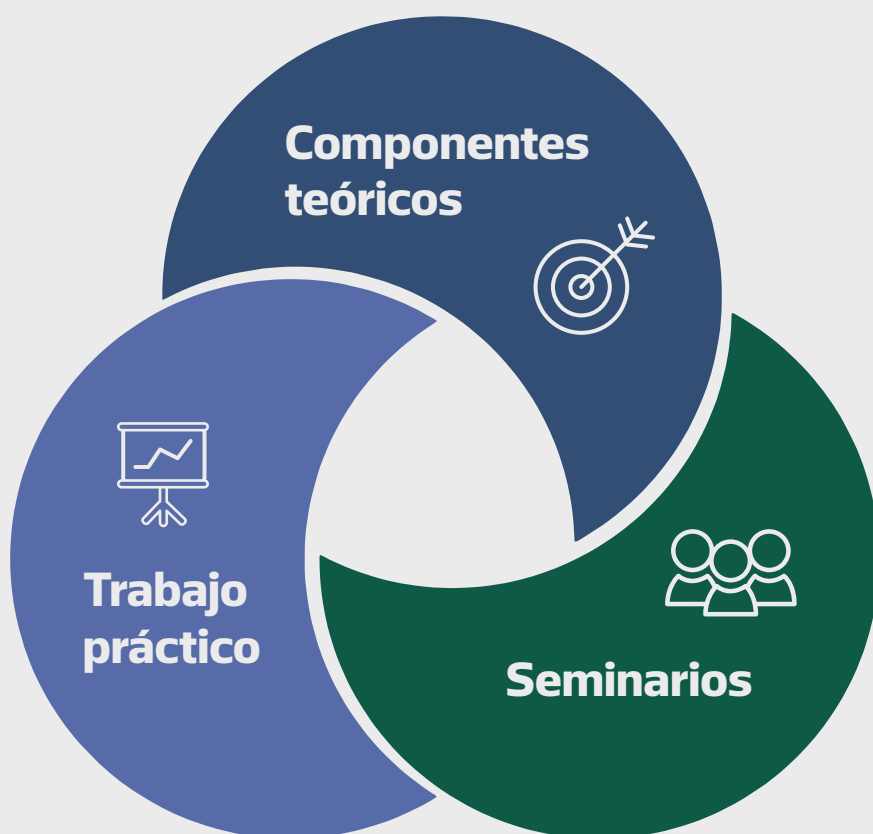 Componentes
teóricos
Trabajo
práctico
Seminarios